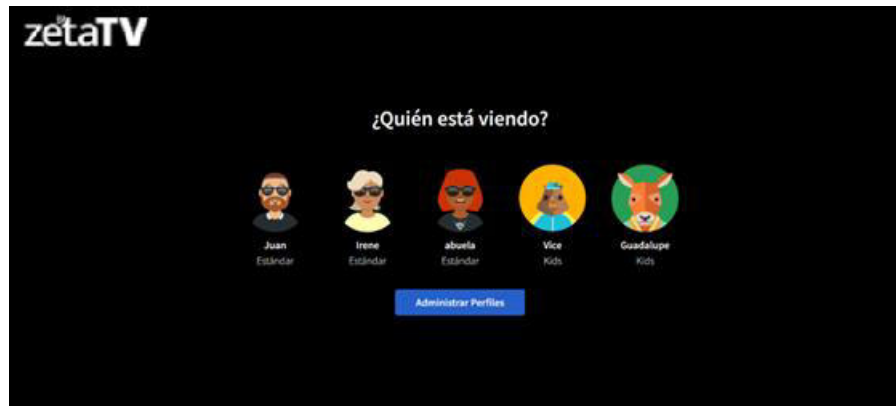 zetaTV
¿Quién está viendo?
Juan
Estándar
Irene
Estándar
abuela
Estándar
Vice
Kids
Guadalupe
Kids
Administrar Perfiles